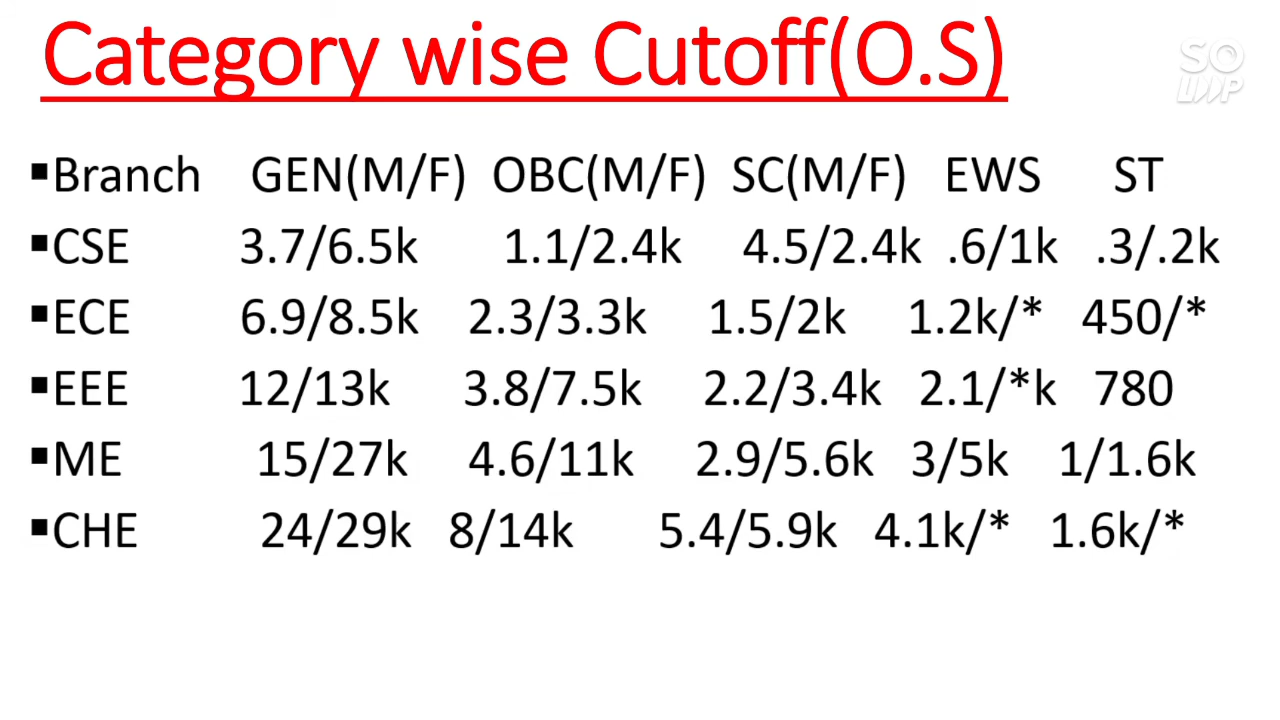 Category wise Cutoff(O.S)
SO
LOOP
▪Branch GEN(M/F) OBC(M/F) SC(M/F) EWS ST
▪CSE 3.7/6.5k 1.1/2.4k 4.5/2.4k .6/1k .3/.2k
▪ECE 6.9/8.5k 2.3/3.3k 1.5/2k 1.2k/* 450/*
▪EEE 12/13k 3.8/7.5k 2.2/3.4k 2.1/*k 780
▪ME 15/27k 4.6/11k 2.9/5.6k 3/5k 1/1.6k
▪CHE 24/29k 8/14k 5.4/5.9k 4.1k/* 1.6k/*